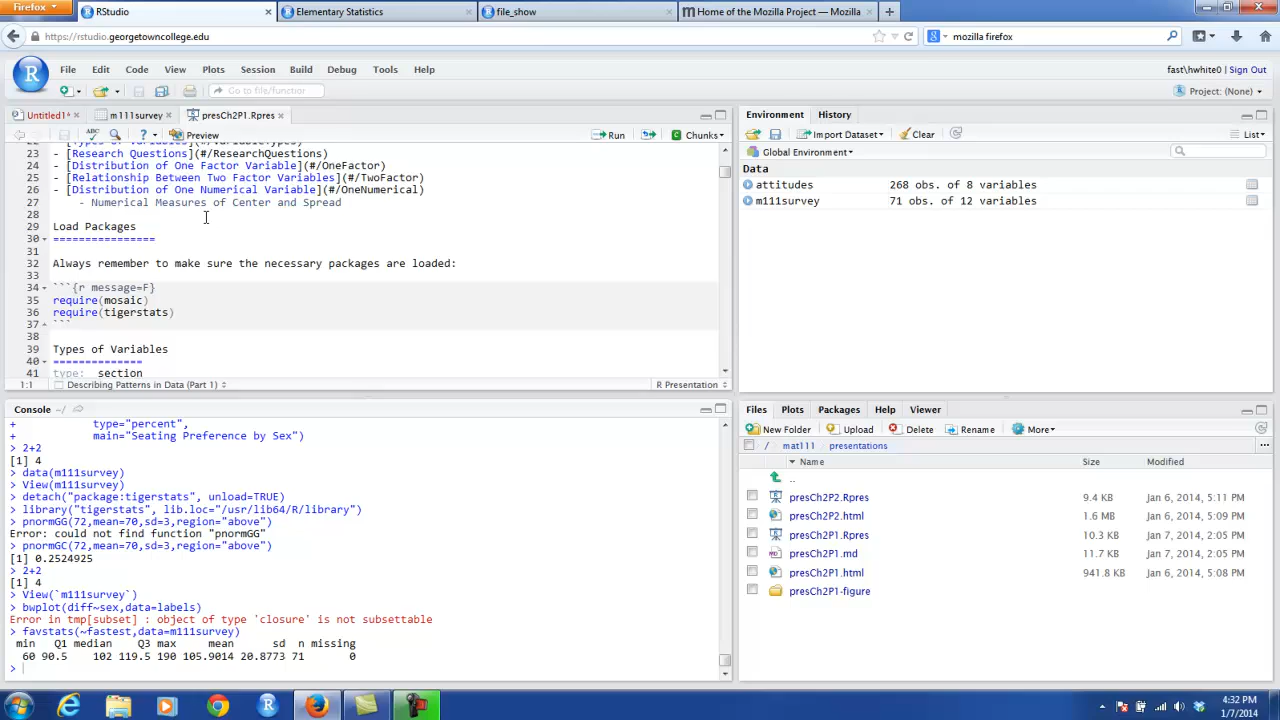 Firefox
RStudio
Elementary Statistics
file_show
Home of the Mozilla Project — Mozilla
https://rstudio.georgetowncollege.edu
mozilla firefox
File Edit Code View Plots Session Build Debug Tools Help
fast\hwhite0 | Sign Out
Go to file/function
Project: (None)
Untitled1*
m111survey
presCh2P1.Rpres
Preview
Run
Chunks
23 - [Research Questions](#/ResearchQuestions)
24 - [Distribution of One Factor Variable](#/OneFactor)
25 - [Relationship Between Two Factor Variables](#/TwoFactor)
26 - [Distribution of One Numerical Variable](#/OneNumerical)
27 - Numerical Measures of Center and Spread
28
29 Load Packages
30 ================
31
32 Always remember to make sure the necessary packages are loaded:
33
34 ```{r message=F}
35 require(mosaic)
36 require(tigerstats)
37 ```
38
39 Types of Variables
40 ==============
41 type: section
1:1 Describing Patterns in Data (Part 1) R Presentation
Console ~/
+ type="percent",
+ main="Seating Preference by Sex")
> 2+2
[1] 4
> data(m111survey)
> View(m111survey)
> detach("package:tigerstats", unload=TRUE)
> library("tigerstats", lib.loc="/usr/lib64/R/library")
> pnormGG(72,mean=70,sd=3,region="above")
Error: could not find function "pnormGG"
> pnormGC(72,mean=70,sd=3,region="above")
[1] 0.2524925
> 2+2
[1] 4
> View(`m111survey`)
> bwplot(diff~sex,data=labels)
Error in tmp[subset] : object of type 'closure' is not subsettable
> favstats(~fastest,data=m111survey)
min Q1 median Q3 max mean sd n missing
60 90.5 102 119.5 190 105.9014 20.8773 71 0
>
Environment History
Import Dataset Clear List
Global Environment
Data
attitudes 268 obs. of 8 variables
m111survey 71 obs. of 12 variables
Files Plots Packages Help Viewer
New Folder Upload Delete Rename More
/ mat111 presentations
Name Size Modified
..
presCh2P2.Rpres 9.4 KB Jan 6, 2014, 5:11 PM
presCh2P2.html 1.6 MB Jan 6, 2014, 5:09 PM
presCh2P1.Rpres 10.3 KB Jan 7, 2014, 2:05 PM
presCh2P1.md 11.7 KB Jan 7, 2014, 2:05 PM
presCh2P1.html 941.8 KB Jan 6, 2014, 5:08 PM
presCh2P1-figure
4:32 PM
1/7/2014